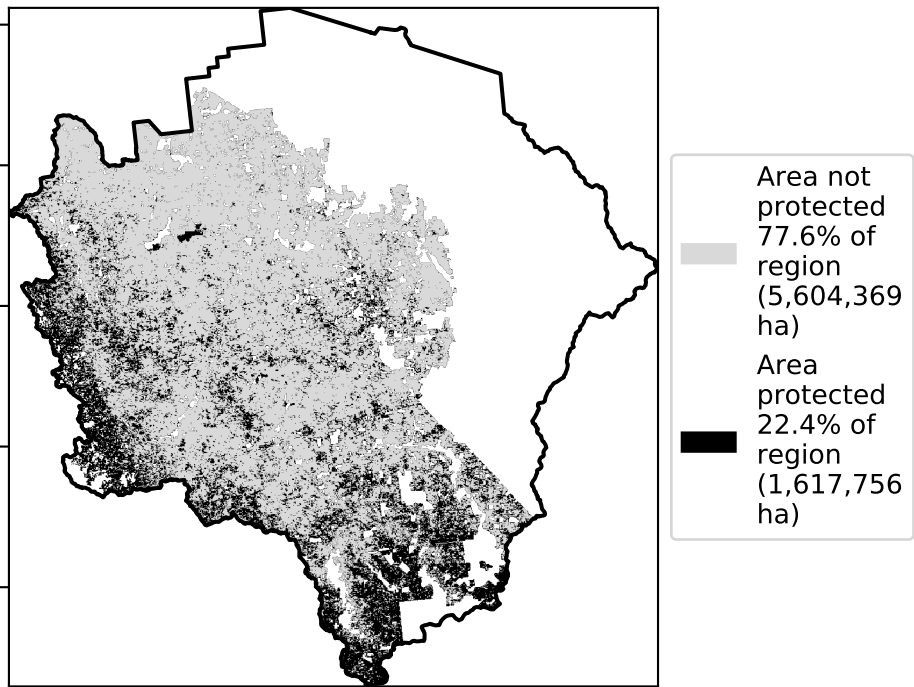 Area not
protected
77.6% of
region
(5,604,369
ha)
Area
protected
22.4% of
region
(1,617,756
ha)